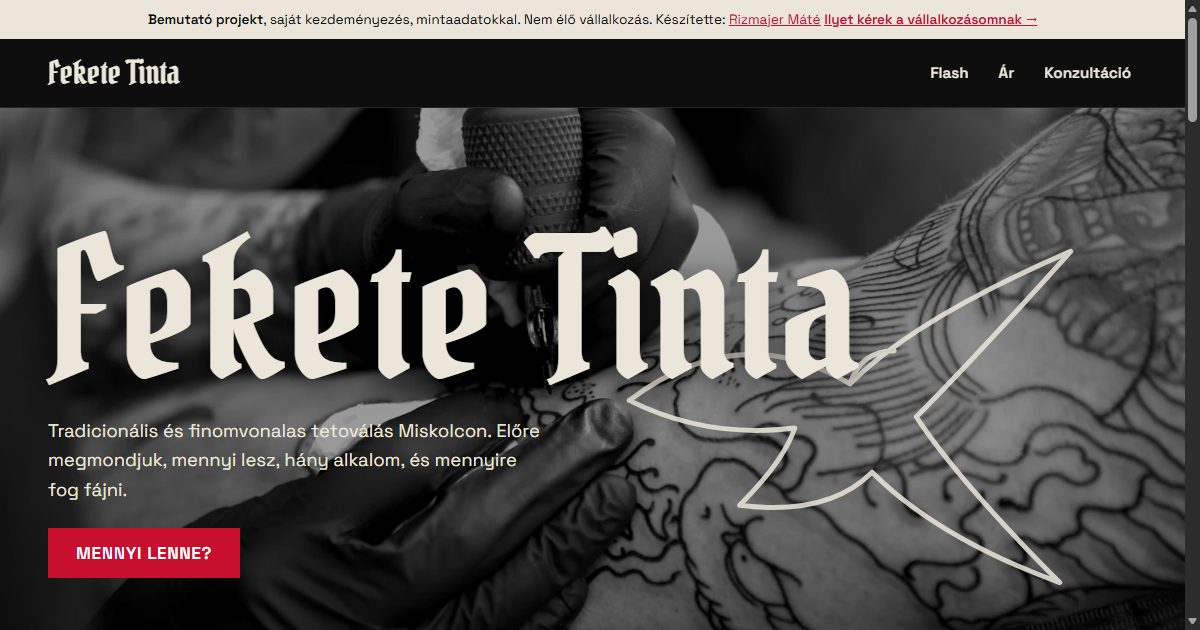 Bemutató projekt, saját kezdeményezés, mintaadatokkal. Nem élő vállalkozás. Készítette: Rizmajer Máté Ilyet kérek a vállalkozásomnak →
Fekete Tinta
Flash Ár Konzultáció
Fekete Tinta
Tradicionális és finomvonalas tetoválás Miskolcon. Előre
megmondjuk, mennyi lesz, hány alkalom, és mennyire
fog fájni.
MENNYI LENNE?